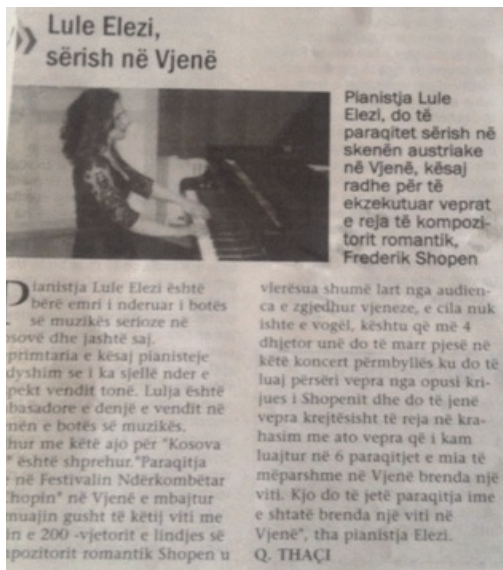 Lule Elezi,
sërish në Vjenë
Pianistja Lule
Elezi, do të
paraqitet sërish në
skenën austriake
në Vjenë, kësaj
radhe për të
ekzekutuar veprat
e reja të kompozi-
torit romantik,
Frederik Shopen
Pianistja Lule Elezi është
bërë emri i nderuar i botës
së muzikës serioze në
osovë dhe jashtë saj.
primtaria e kësaj pianisteje
dyshim se i ka sjellë nder e
pekt vendit tonë. Lulja është
basadore e denjë e vendit në
nën e botës së muzikës.
hur me këtë ajo për "Kosova
" është shprehur."Paraqitja
e në Festivalin Ndërkombëtar
hopin" në Vjenë e mbajtur
muajin gusht të këtij viti me
in e 200 -vjetorit e lindjes së
pozitorit romantik Shopen u
vlerësua shumë lart nga audien-
ca e zgjedhur vjeneze, e cila nuk
ishte e vogël, kështu që më 4
dhjetor unë do të marr pjesë në
këtë koncert përmbyllës ku do të
luaj përsëri vepra nga opusi kri-
jues i Shopenit dhe do të jenë
vepra krejtësisht të reja në kra-
hasim me ato vepra që i kam
luajtur në 6 paraqitjet e mia të
mëparshme në Vjenë brenda një
viti. Kjo do të jetë paraqitja ime
e shtatë brenda një viti në
Vjenë", tha pianistja Elezi.
Q. THAÇI